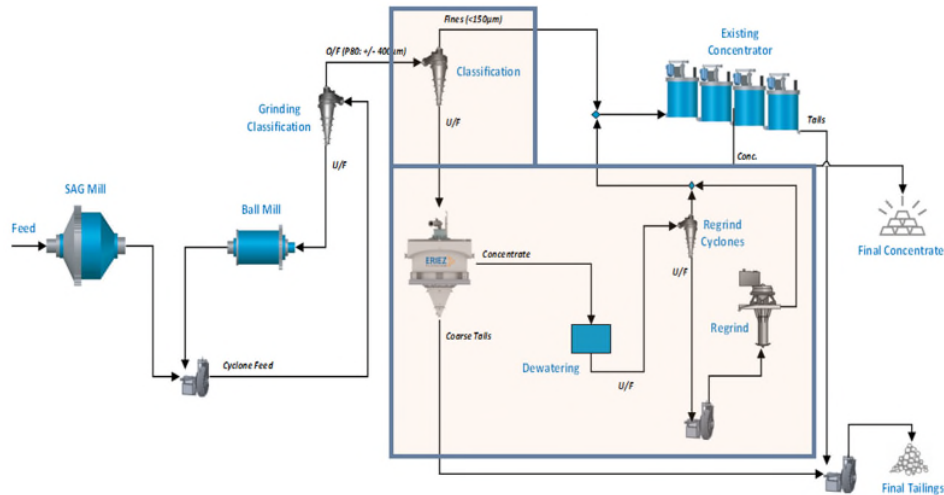 Fines (<150µm)
O/F (P80: +/- 400µm)
Classification
Existing
Concentrator
Grinding
Classification
U/F
Tails
U/F
Conc.
SAG Mill
Ball Mill
Feed
Regrind
Cyclones
ERIEZ
Concentrate
U/F
U/F
Final Concentrate
Regrind
Coarse Tails
Cyclone Feed
Dewatering
U/F
Final Tailings